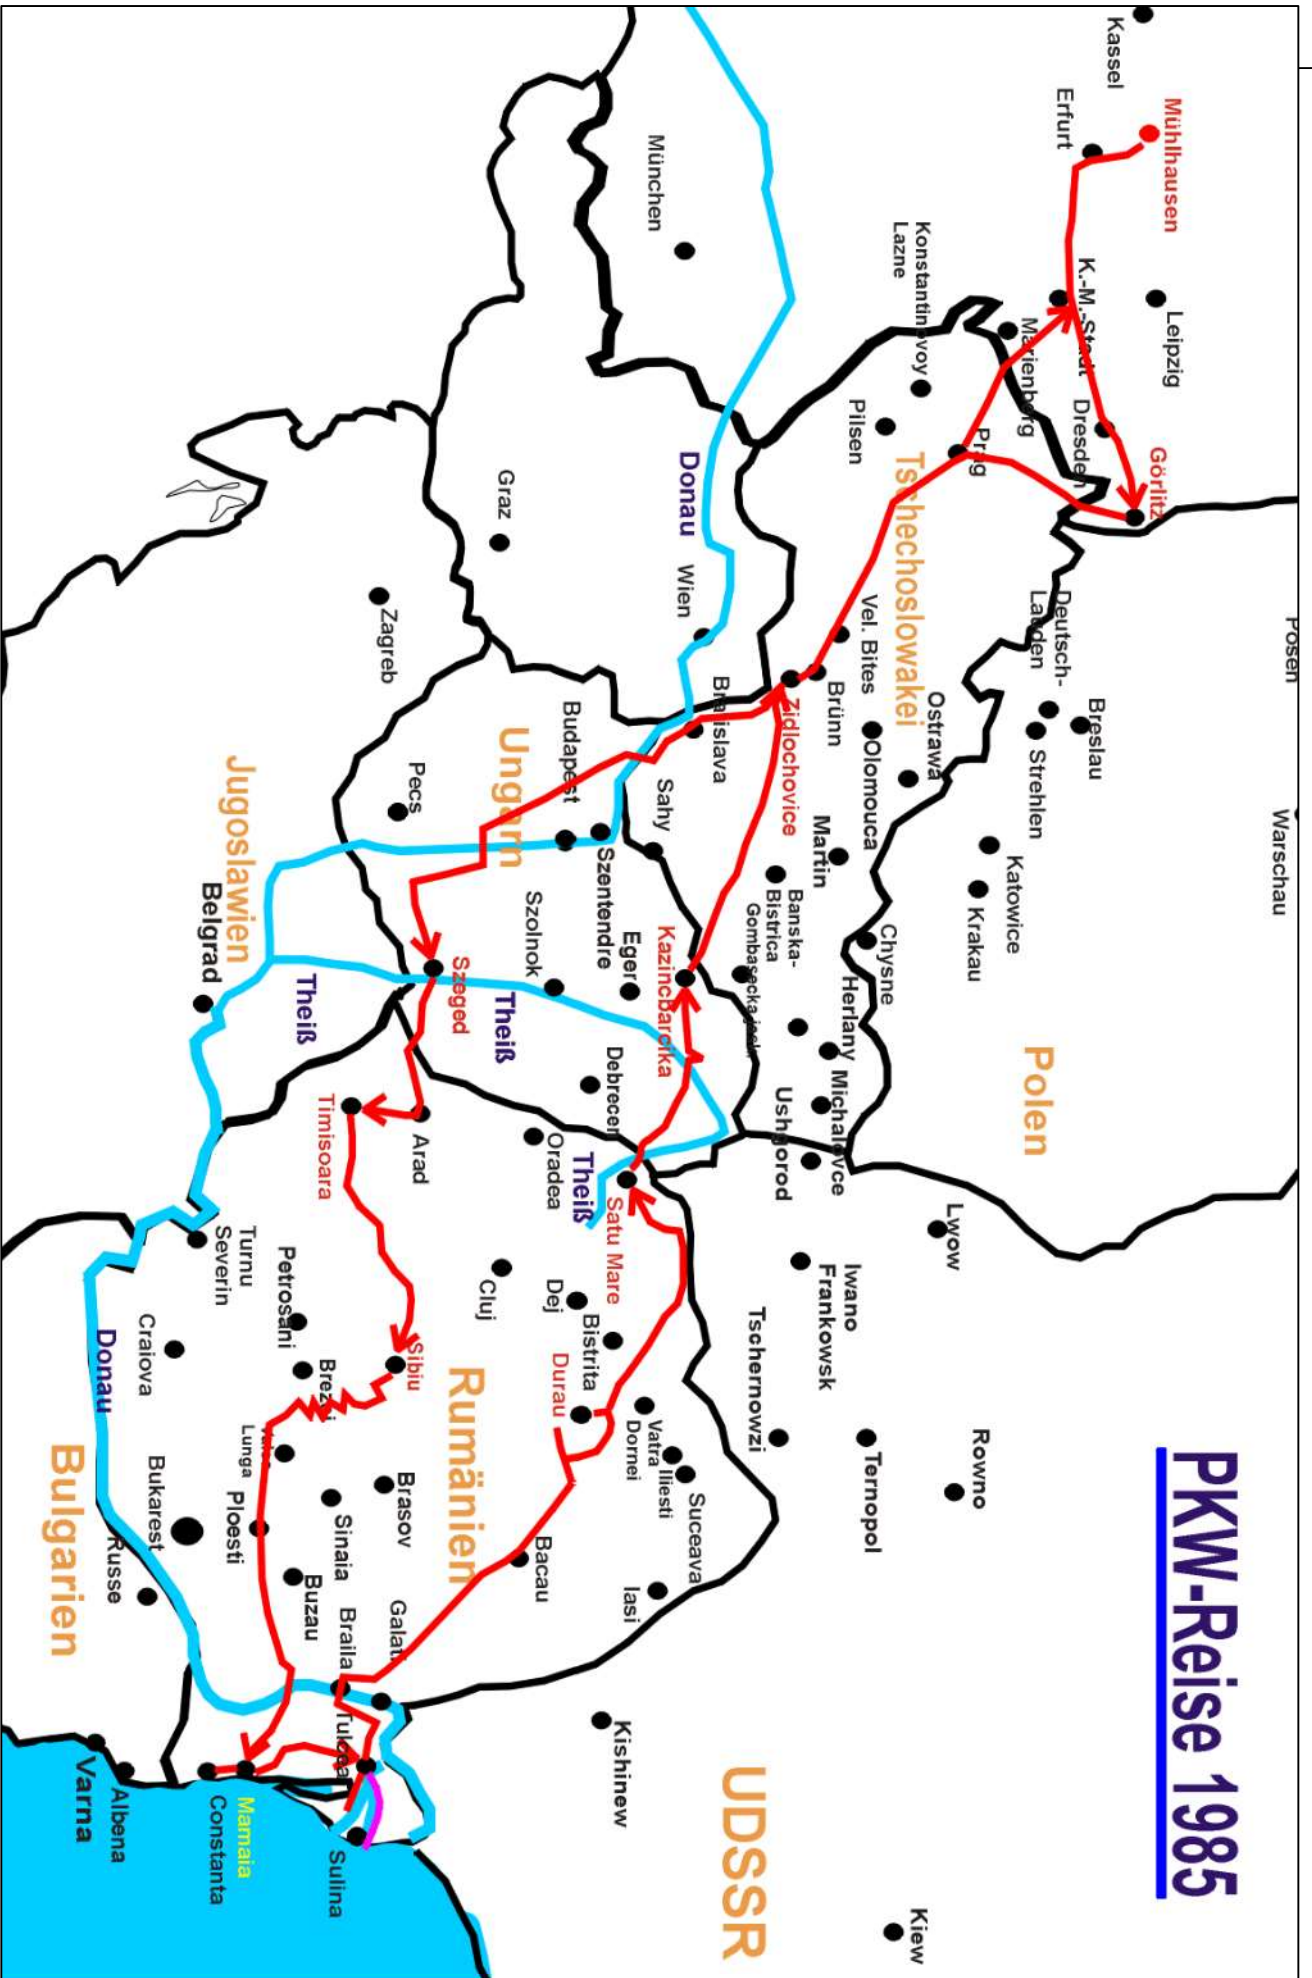 PKW-Reise 1985
Kassel
Mühlhausen
Erfurt
Leipzig
K.-M.-Stadt
Marienberg
Dresden
Görlitz
Posen
Warschau
München
Konstantinovoy
Lazne
Pilsen
Prag
Tschechoslowakei
Deutsch-
Lauden
Breslau
Strehlen
Katowice
Krakau
Polen
Donau
Wien
Vel. Bites
Brünn
Zidlochovice
Olomouca
Ostrawa
Martin
Banska-
Bistrica
Chysne
Herlany
Michalovce
Ushgorod
Lwow
Iwano
Frankowsk
Tschernowzi
Ternopol
Rowno
Kiew
UDSSR
Graz
Zagreb
Bratislava
Sahy
Budapest
Szentendre
Ungarn
Pecs
Eger
Kazincbarcika
Szolnok
Szeged
Theiß
Theiß
Theiß
Debrecen
Jugoslawien
Belgrad
Timisoara
Arad
Oradea
Satu Mare
Cluj
Dej
Bistrita
Durau
Vatra
Dornei
Iliesti
Suceava
Iasi
Kishinew
Turnu
Severin
Petrosani
Sibiu
Rumänien
Craiova
Donau
Lunga
Brasov
Sinaia
Bacau
Bulgarien
Bukarest
Russe
Ploesti
Buzau
Braila
Galati
Tulcea
Sulina
Mamaia
Constanta
Albena
Varna